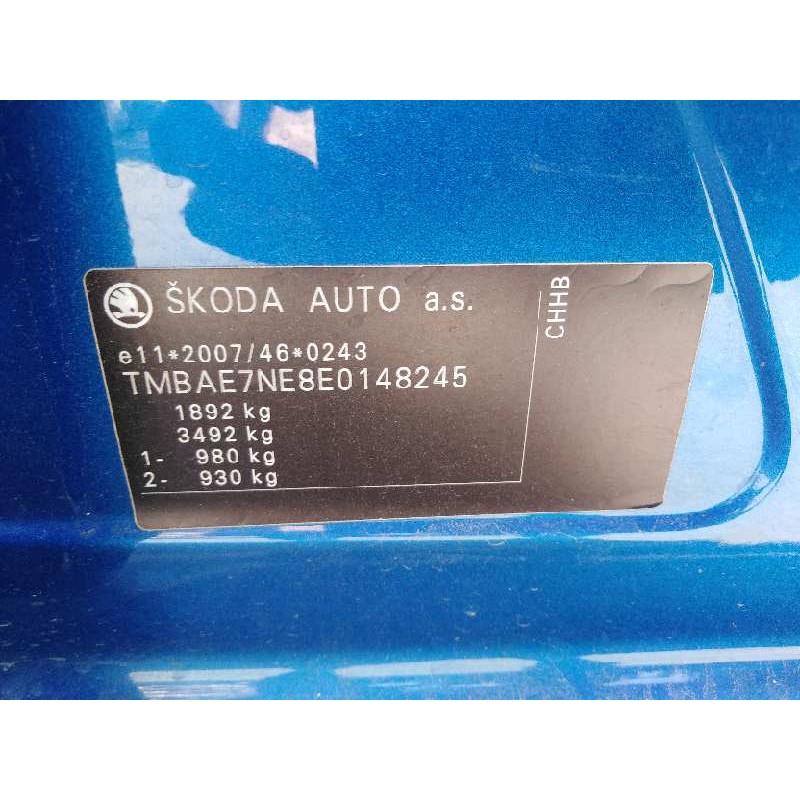 ŠKODA AUTO a.s.
e11*2007/46*0243
TMBAE7NE8E0148245
1892 kg
3492 kg
1- 980 kg
2- 930 kg
CHHB